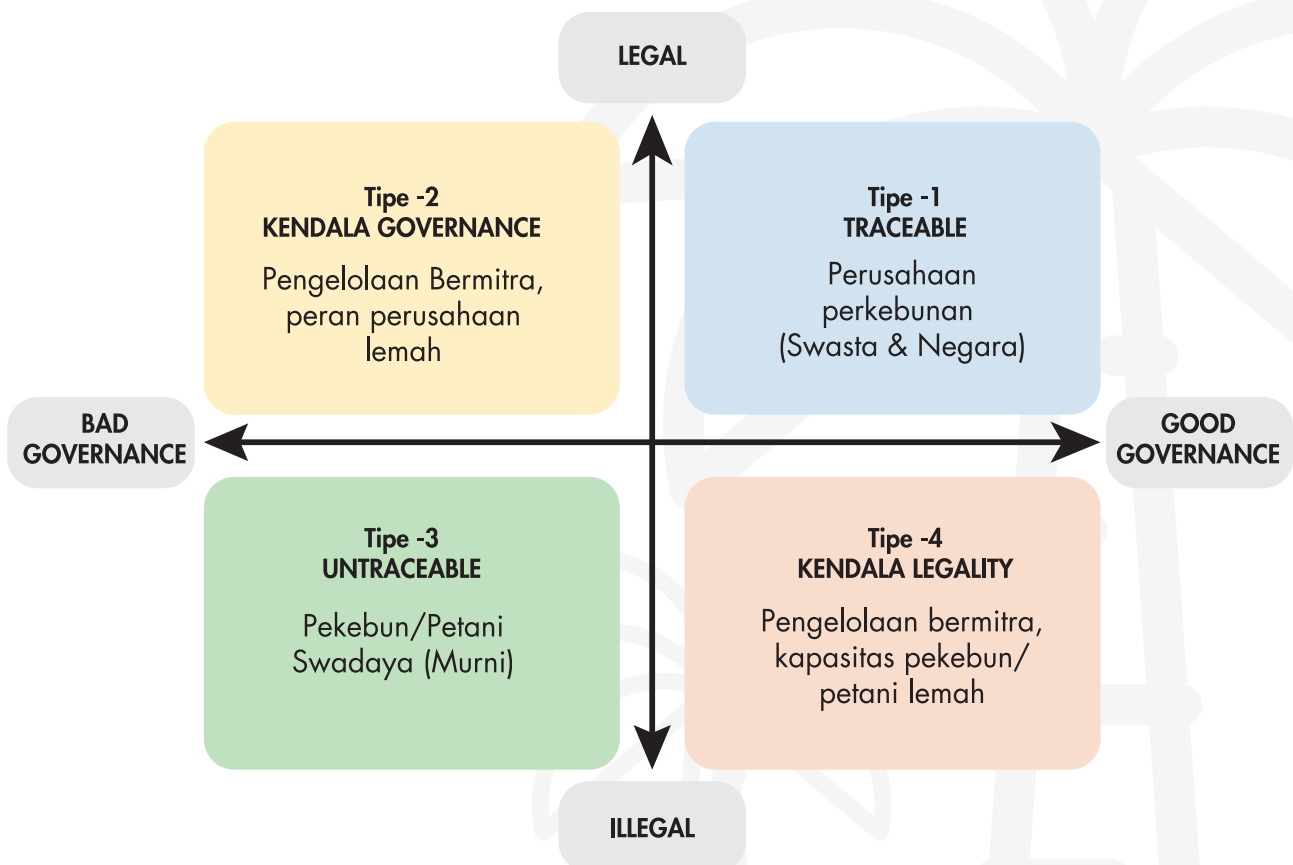 LEGAL
Tipe -2
KENDALA GOVERNANCE
Pengelolaan Bermitra,
peran perusahaan
lemah
Tipe -1
TRACEABLE
Perusahaan
perkebunan
(Swasta & Negara)
BAD
GOVERNANCE
GOOD
GOVERNANCE
Tipe -3
UNTRACEABLE
Pekebun/Petani
Swadaya (Murni)
Tipe -4
KENDALA LEGALITY
Pengelolaan bermitra,
kapasitas pekebun/
petani lemah
ILLEGAL